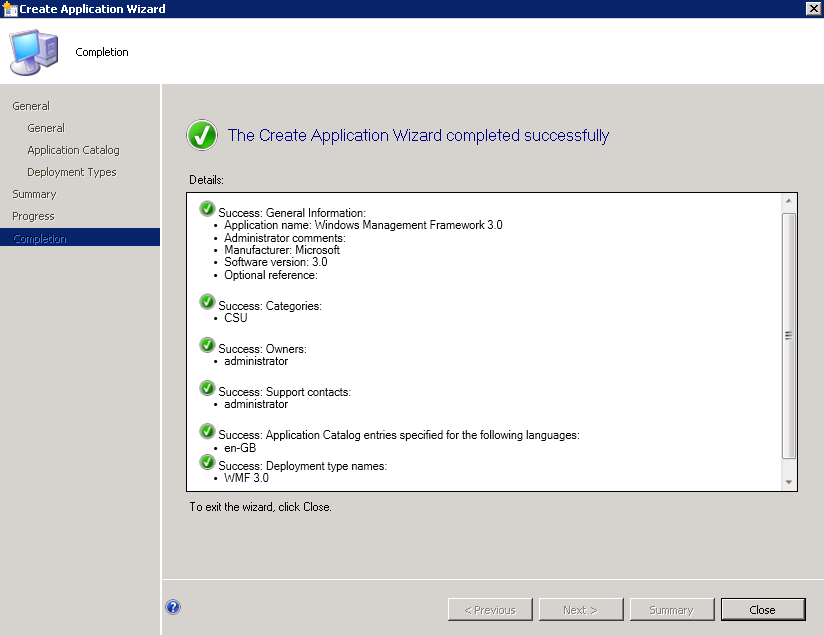 Create Application Wizard
Completion
General
General
Application Catalog
Deployment Types
Summary
Progress
Completion
The Create Application Wizard completed successfully
Details:
Success: General Information:
• Application name: Windows Management Framework 3.0
• Administrator comments:
• Manufacturer: Microsoft
• Software version: 3.0
• Optional reference:
Success: Categories:
• CSU
Success: Owners:
• administrator
Success: Support contacts:
• administrator
Success: Application Catalog entries specified for the following languages:
• en-GB
Success: Deployment type names:
• WMF 3.0
To exit the wizard, click Close.
< Previous
Next >
Summary
Close